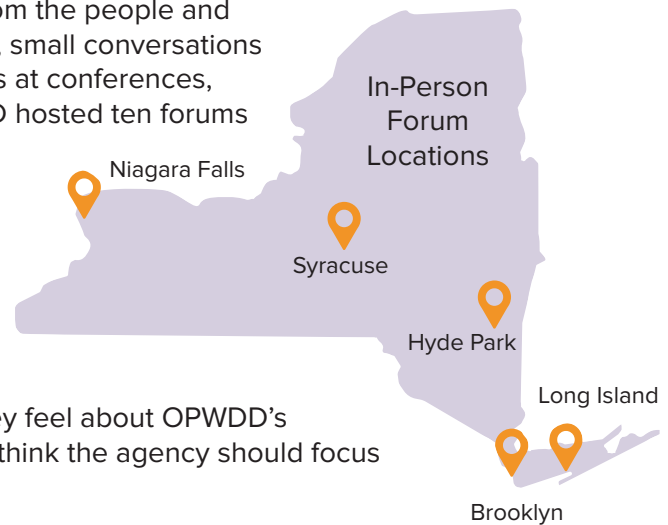 om the people and
, small conversations
s at conferences,
D hosted ten forums
In-Person
Forum
Locations
Niagara Falls
Syracuse
Hyde Park
Long Island
Brooklyn
ey feel about OPWDD's
think the agency should focus